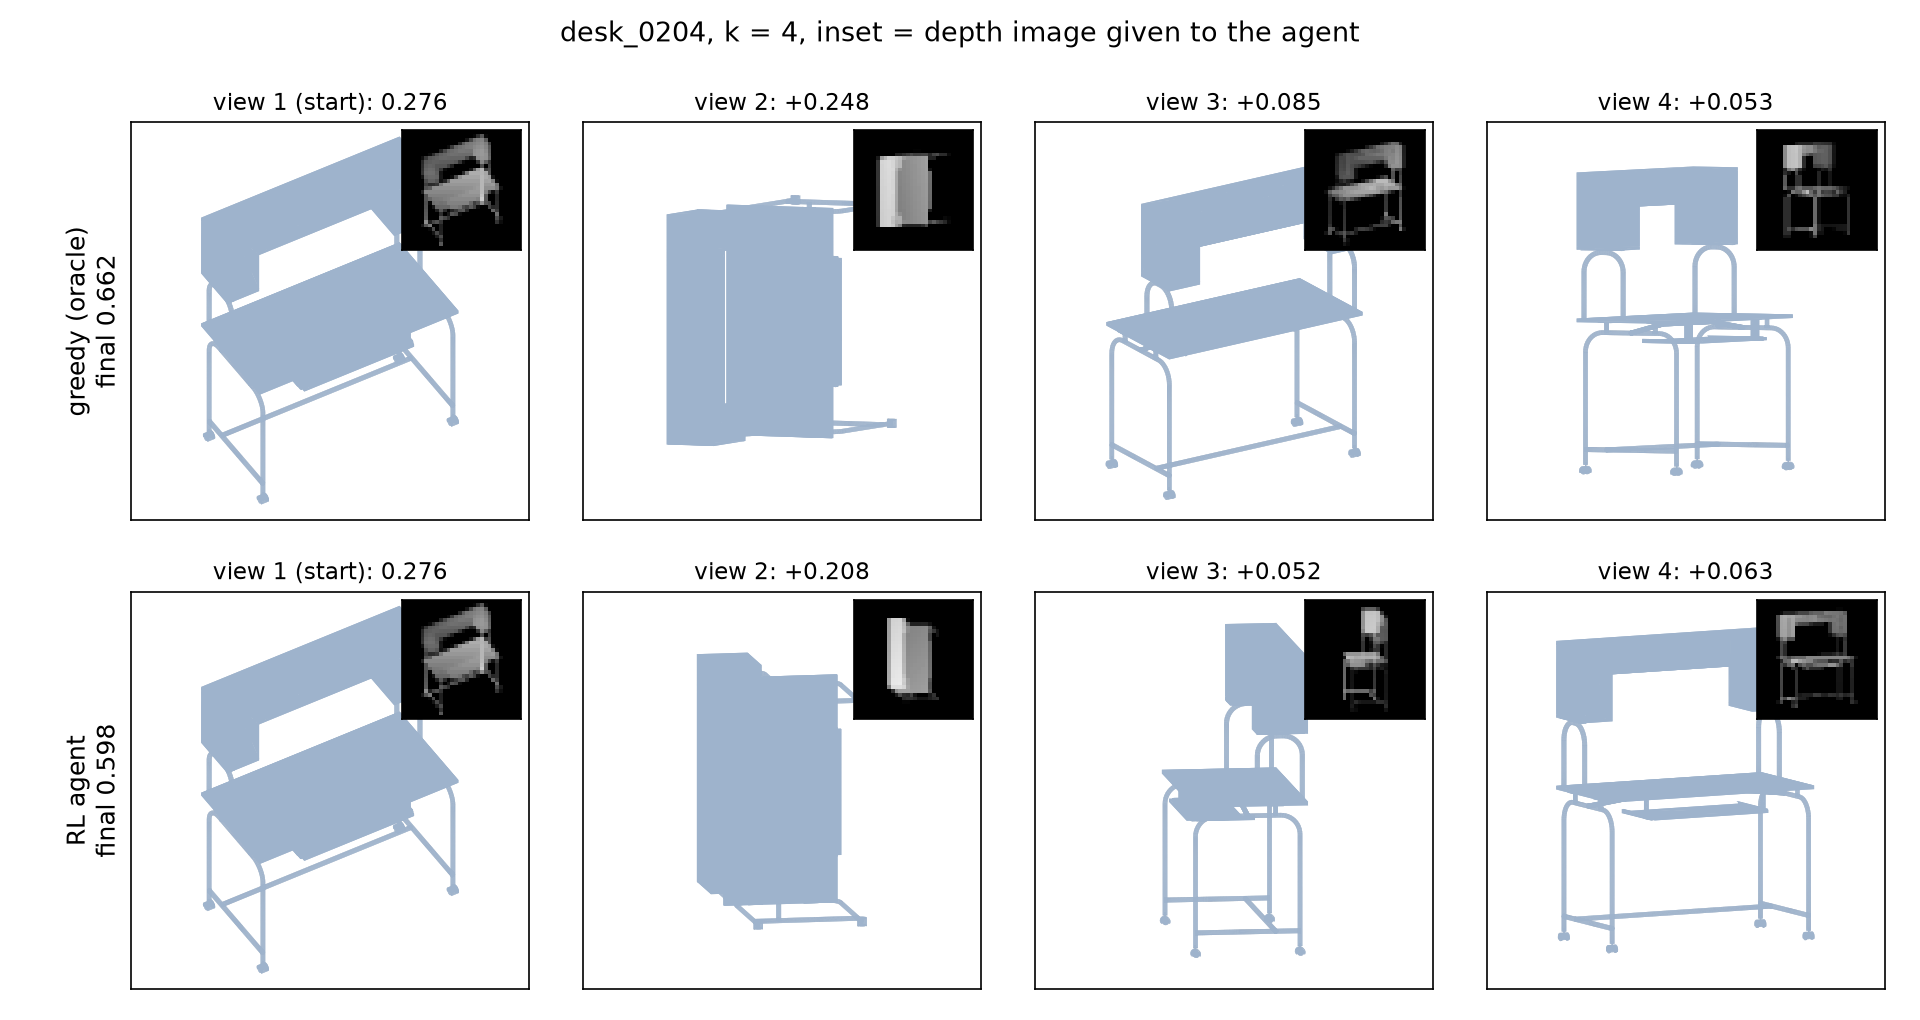 desk_0204, k = 4, inset = depth image given to the agent
view 1 (start): 0.276
view 2: +0.248
view 3: +0.085
view 4: +0.053
greedy (oracle)
final 0.662
view 1 (start): 0.276
view 2: +0.208
view 3: +0.052
view 4: +0.063
RL agent
final 0.598